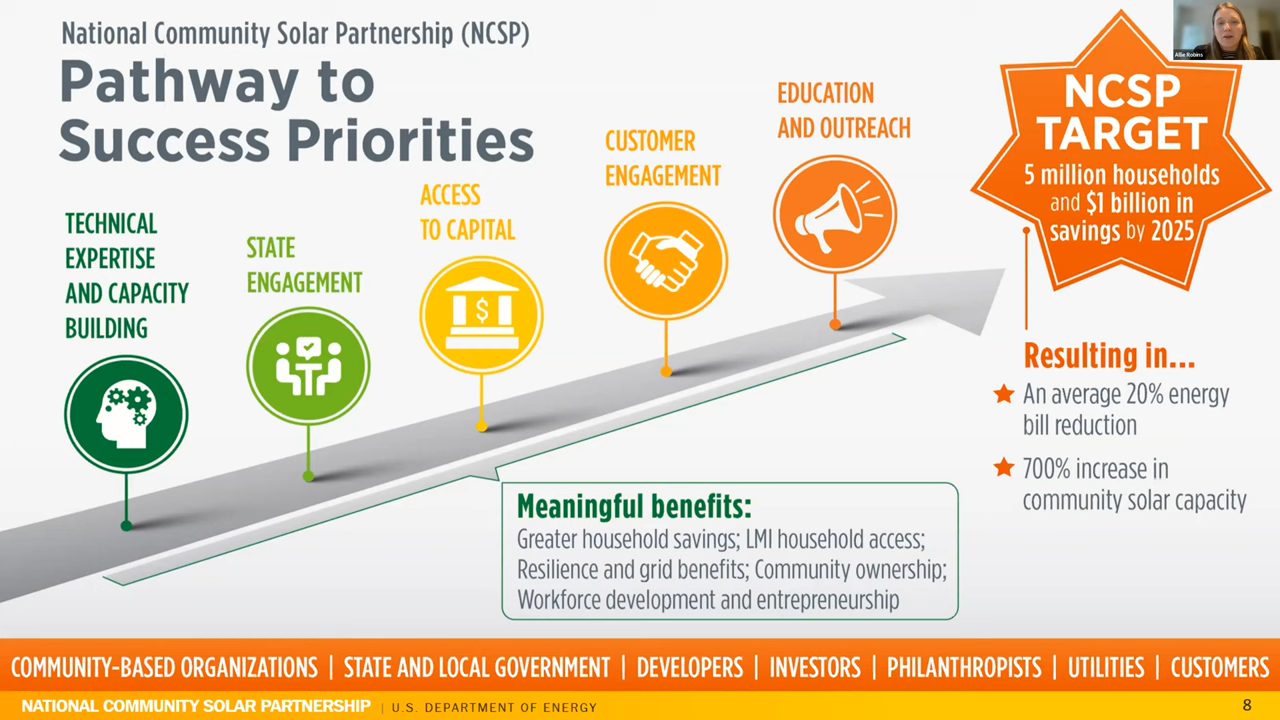 National Community Solar Partnership (NCSP)
Pathway to
Success Priorities
TECHNICAL
EXPERTISE
AND CAPACITY
BUILDING
STATE
ENGAGEMENT
ACCESS
TO CAPITAL
$
CUSTOMER
ENGAGEMENT
EDUCATION
AND OUTREACH
Allie Robins
NCSP
TARGET
5 million households
and $1 billion in
savings by 2025
Resulting in...
An average 20% energy
bill reduction
700% increase in
community solar capacity
Meaningful benefits:
Greater household savings; LMI household access;
Resilience and grid benefits; Community ownership;
Workforce development and entrepreneurship
COMMUNITY-BASED ORGANIZATIONS | STATE AND LOCAL GOVERNMENT | DEVELOPERS | INVESTORS | PHILANTHROPISTS | UTILITIES | CUSTOMERS
NATIONAL COMMUNITY SOLAR PARTNERSHIP | U.S. DEPARTMENT OF ENERGY
8